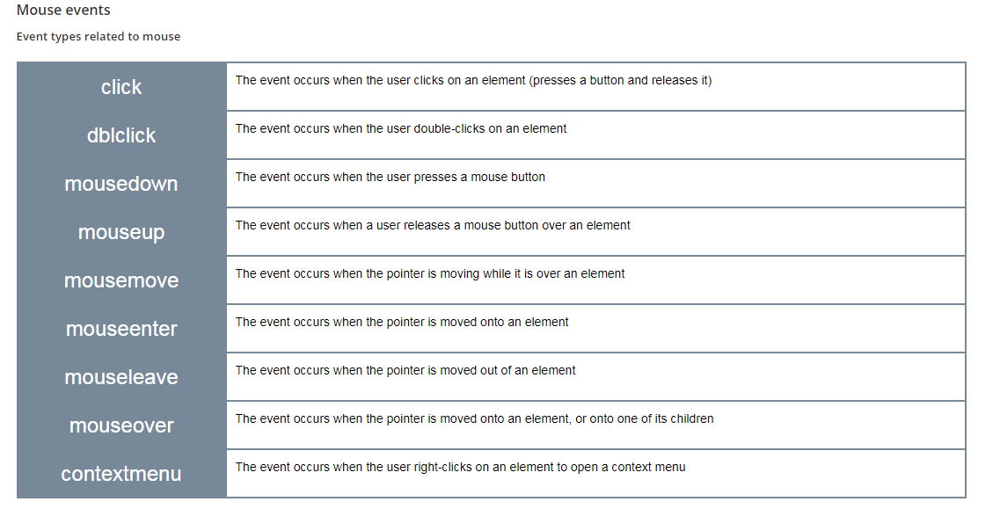 Mouse events
Event types related to mouse
click
The event occurs when the user clicks on an element (presses a button and releases it)
dblclick
The event occurs when the user double-clicks on an element
mousedown
The event occurs when the user presses a mouse button
mouseup
The event occurs when a user releases a mouse button over an element
mousemove
The event occurs when the pointer is moving while it is over an element
mouseenter
The event occurs when the pointer is moved onto an element
mouseleave
The event occurs when the pointer is moved out of an element
mouseover
The event occurs when the pointer is moved onto an element, or onto one of its children
contextmenu
The event occurs when the user right-clicks on an element to open a context menu